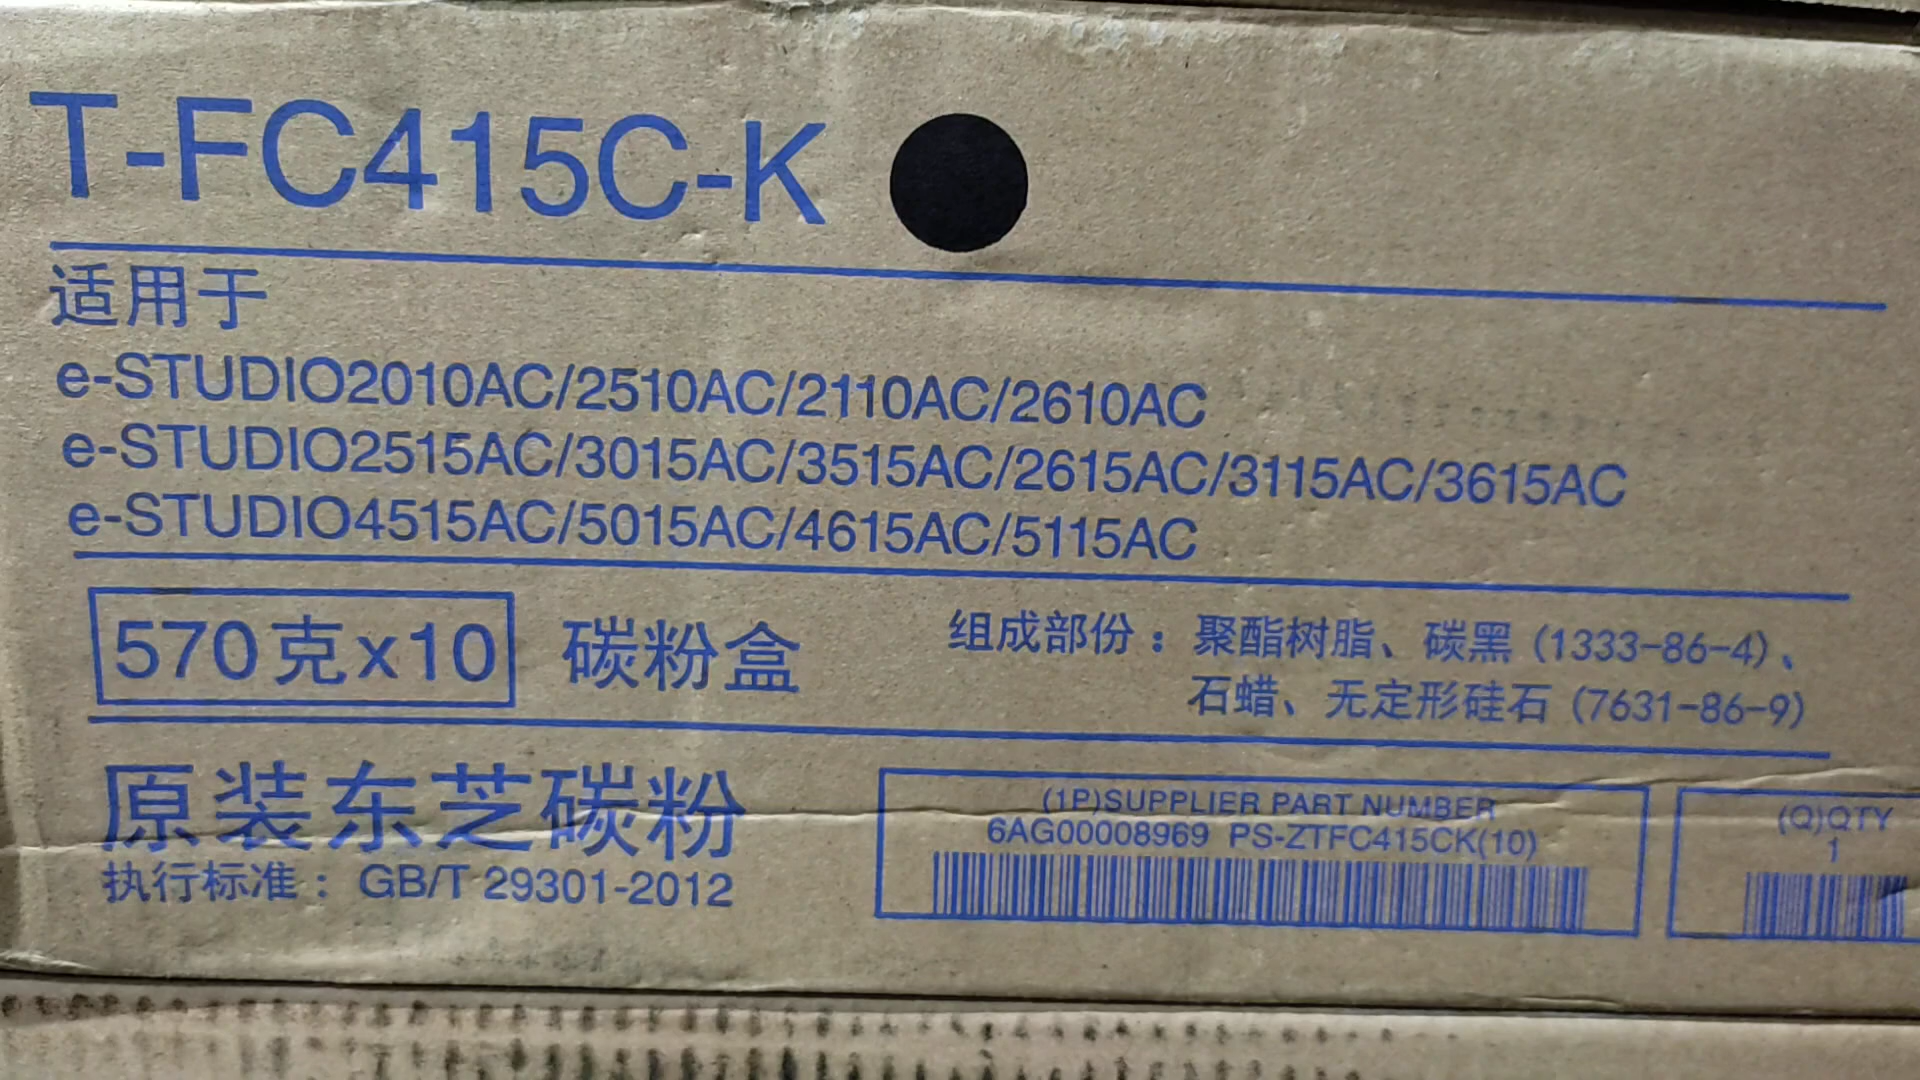 T-FC415C-K
适用于
e-STUDIO2010AC/2510AC/2110AC/2610AC
e-STUDIO2515AC/3015AC/3515AC/2615AC/3115AC/3615AC
e-STUDIO4515AC/5015AC/4615AC/5115AC
570克x10 碳粉盒
组成部份：聚酯树脂、碳黑 (1333-86-4)、
石蜡、无定形硅石 (7631-86-9)
原装东芝碳粉
执行标准：GB/T 29301-2012
(1P)SUPPLIER PART NUMBER
6AG00008969 PS-ZTFC415CK(10)
(Q)QTY
1